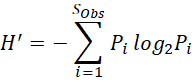 H′ = − ∑_{i=1}^{S_{Obs}} P_i log_2 P_i